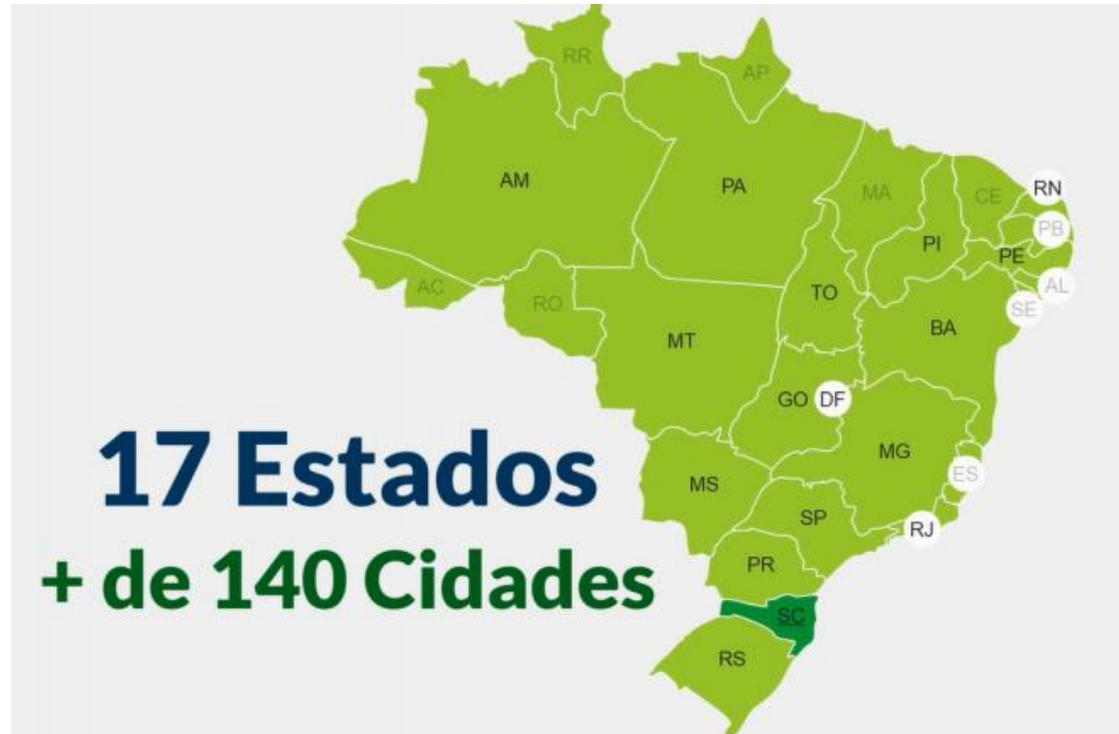 RR
AP
AM
PA
MA
CE
RN
PB
PI
PE
AC
RO
TO
AL
SE
MT
BA
GO
DF
MG
ES
MS
SP
RJ
PR
SC
RS
17 Estados
+ de 140 Cidades